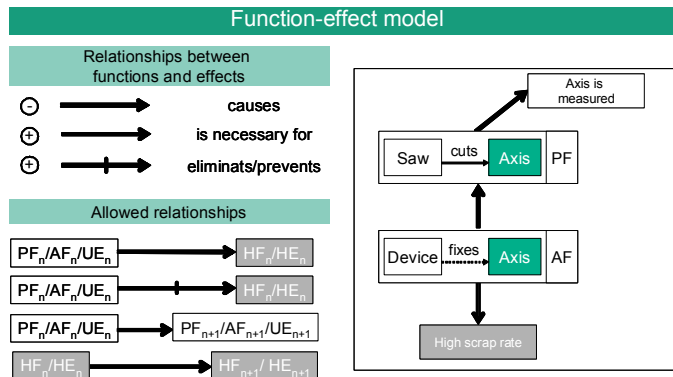 Function-effect model
Relationships between
functions and effects
- causes
+ is necessary for
+ eliminats/prevents
Allowed relationships
PFn/AFn/UEn HFn/HEn
PFn/AFn/UEn HFn/HEn
PFn/AFn/UEn PFn+1/AFn+1/UEn+1
HFn/HEn HFn+1/ HEn+1
Axis is
measured
Saw cuts Axis PF
Device fixes Axis AF
High scrap rate